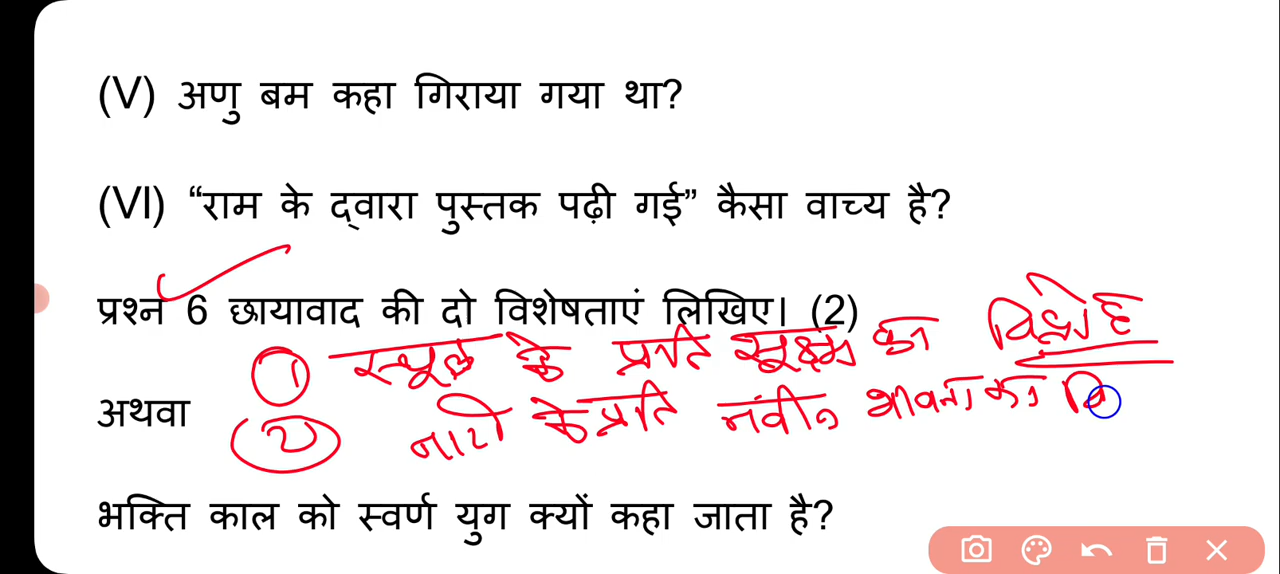 (V) अणु बम कहा गिराया गया था?
(VI) “राम के द्वारा पुस्तक पढ़ी गई” कैसा वाच्य है?
प्रश्न 6 छायावाद की दो विशेषताएं लिखिए। (2)
① स्थूल के प्रति सूक्ष्म का विद्रोह
अथवा
② नारी के प्रति नवीन भावना का वि
भक्ति काल को स्वर्ण युग क्यों कहा जाता है?